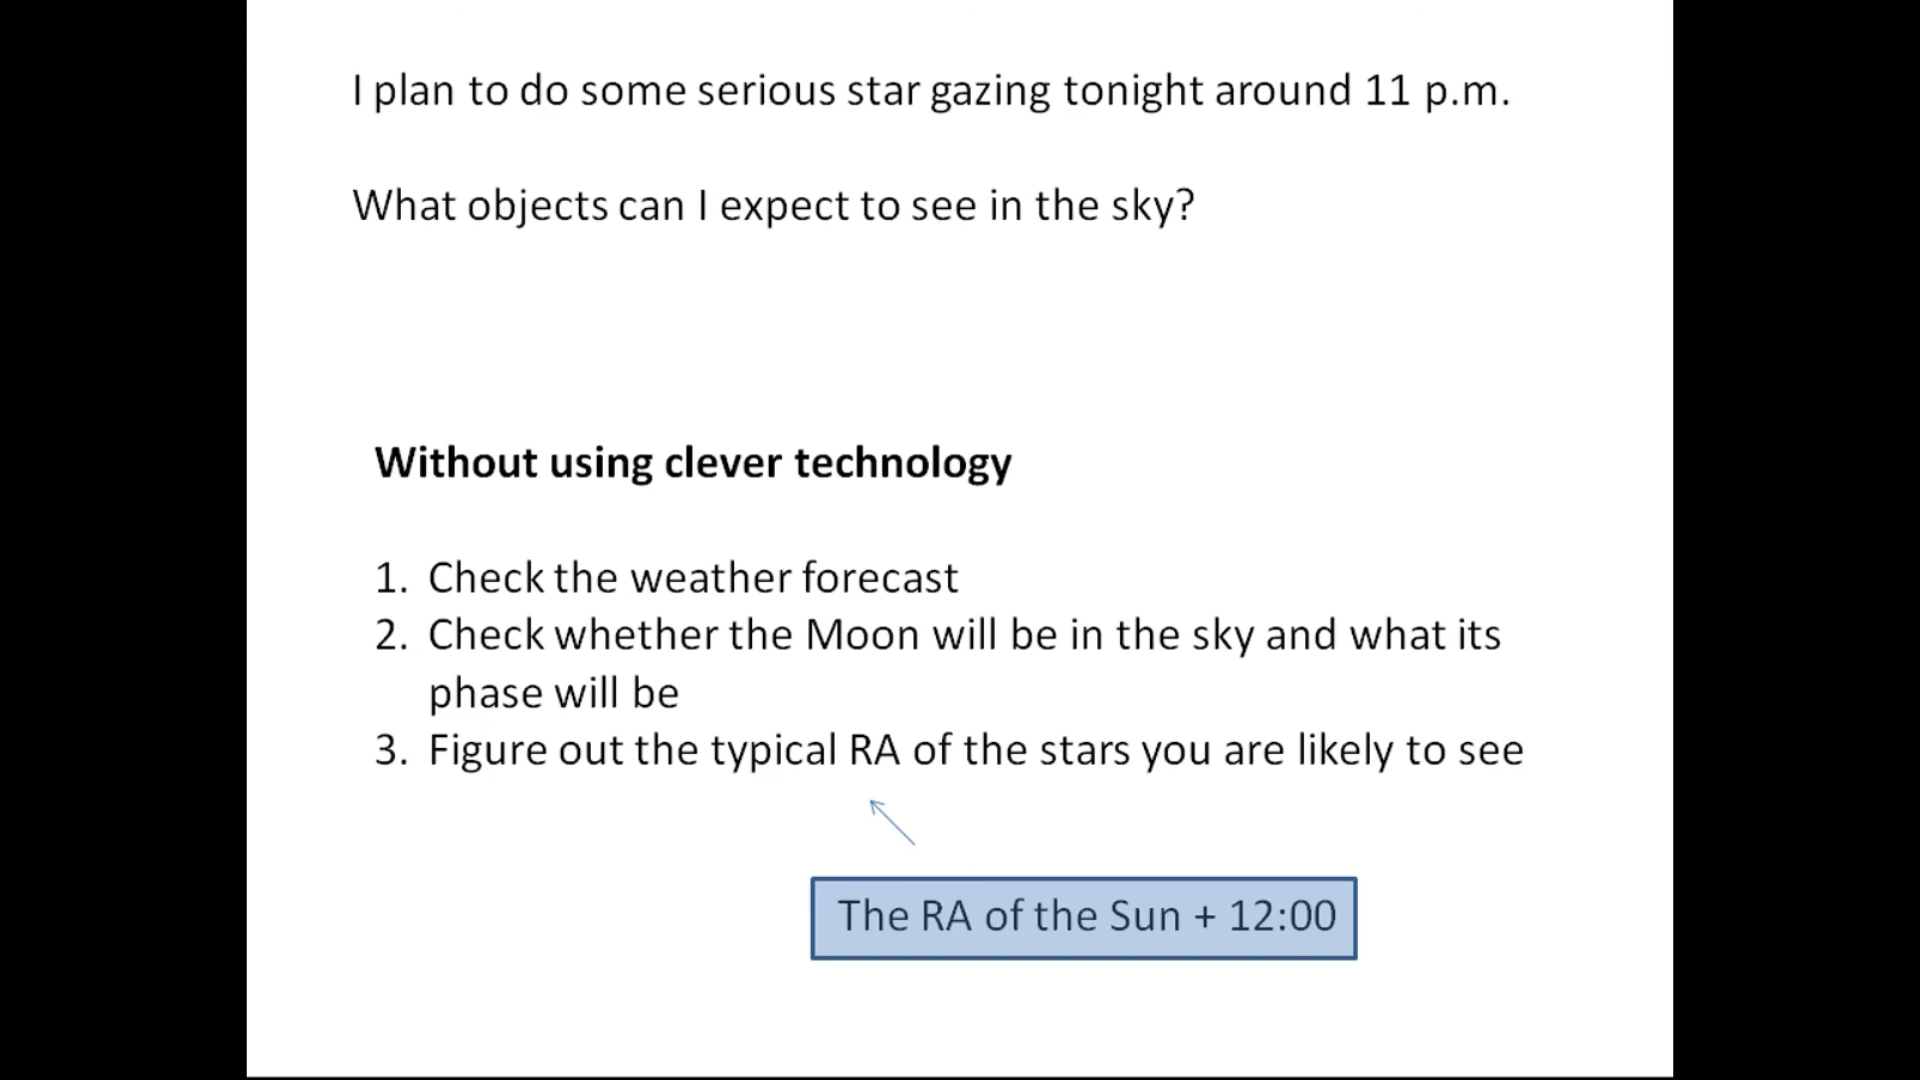 I plan to do some serious star gazing tonight around 11 p.m.
What objects can I expect to see in the sky?
Without using clever technology
1. Check the weather forecast
2. Check whether the Moon will be in the sky and what its
phase will be
3. Figure out the typical RA of the stars you are likely to see
The RA of the Sun + 12:00